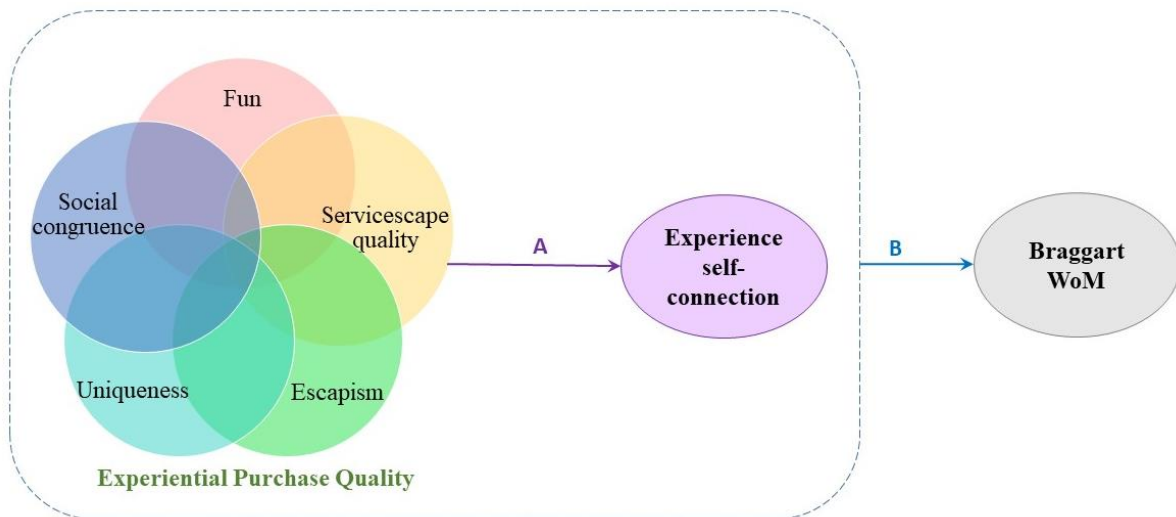 Fun
Social
congruence
Servicescape
quality
Uniqueness
Escapism
Experiential Purchase Quality
A
Experience
self-
connection
B
Braggart
WoM